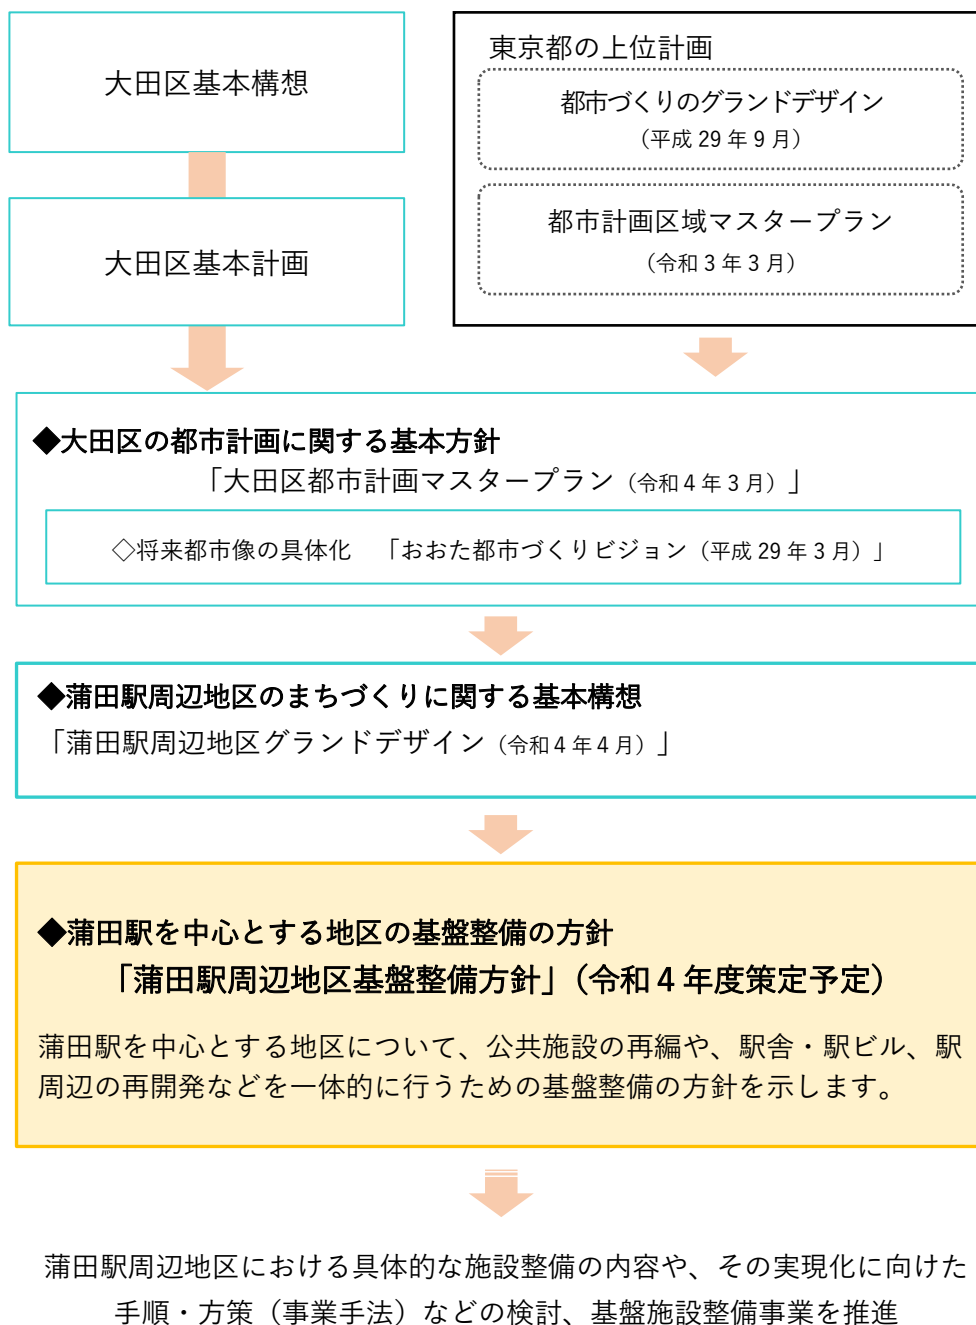 大田区基本構想
大田区基本計画
東京都の上位計画
都市づくりのグランドデザイン
（平成 29 年 9 月）
都市計画区域マスタープラン
（令和 3 年 3 月）
◆大田区の都市計画に関する基本方針
「大田区都市計画マスタープラン（令和 4 年 3 月）」
◇将来都市像の具体化　「おおた都市づくりビジョン（平成 29 年 3 月）」
◆蒲田駅周辺地区のまちづくりに関する基本構想
「蒲田駅周辺地区グランドデザイン（令和 4 年 4 月）」
◆蒲田駅を中心とする地区の基盤整備の方針
「蒲田駅周辺地区基盤整備方針」（令和 4 年度策定予定）
蒲田駅を中心とする地区について、公共施設の再編や、駅舎・駅ビル、駅
周辺の再開発などを一体的に行うための基盤整備の方針を示します。
蒲田駅周辺地区における具体的な施設整備の内容や、その実現化に向けた
手順・方策（事業手法）などの検討、基盤施設整備事業を推進